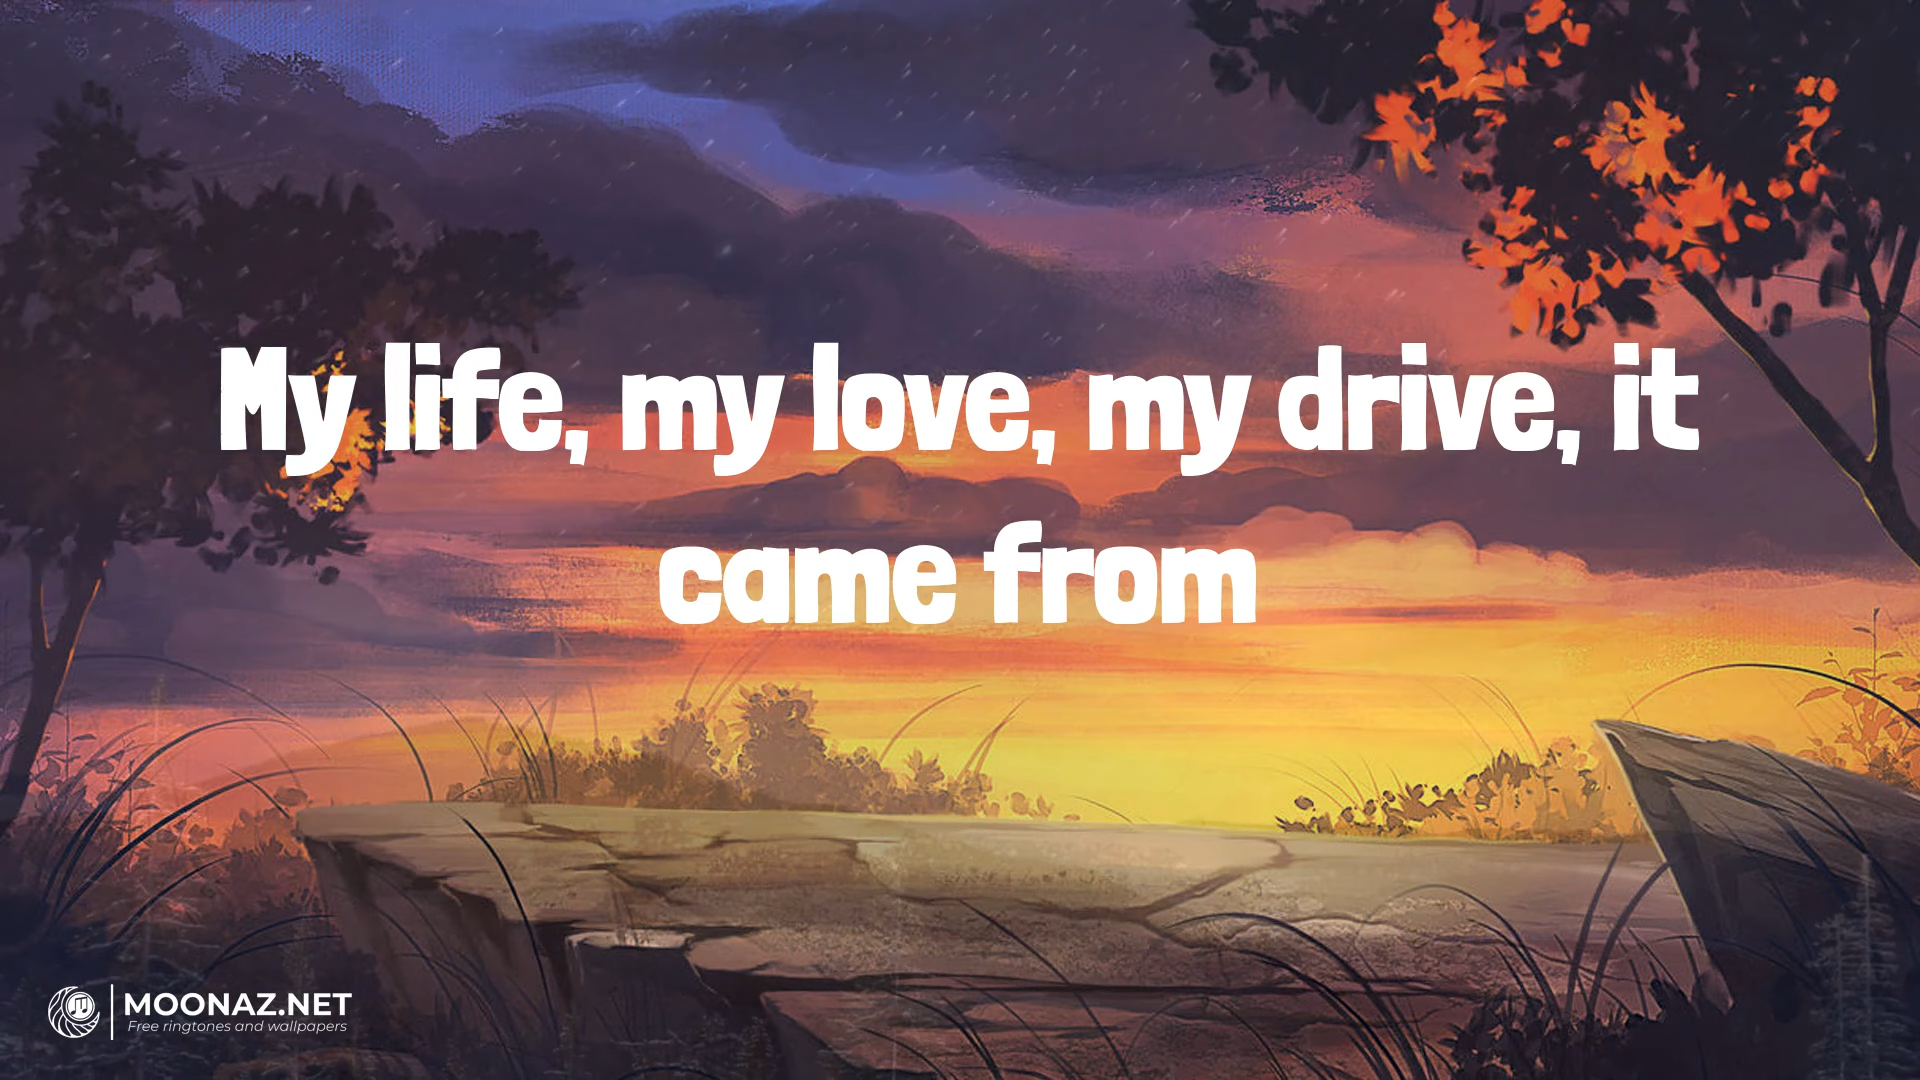 My life, my love, my drive, it
came from
MOONAZ.NET
Free ringtones and wallpapers